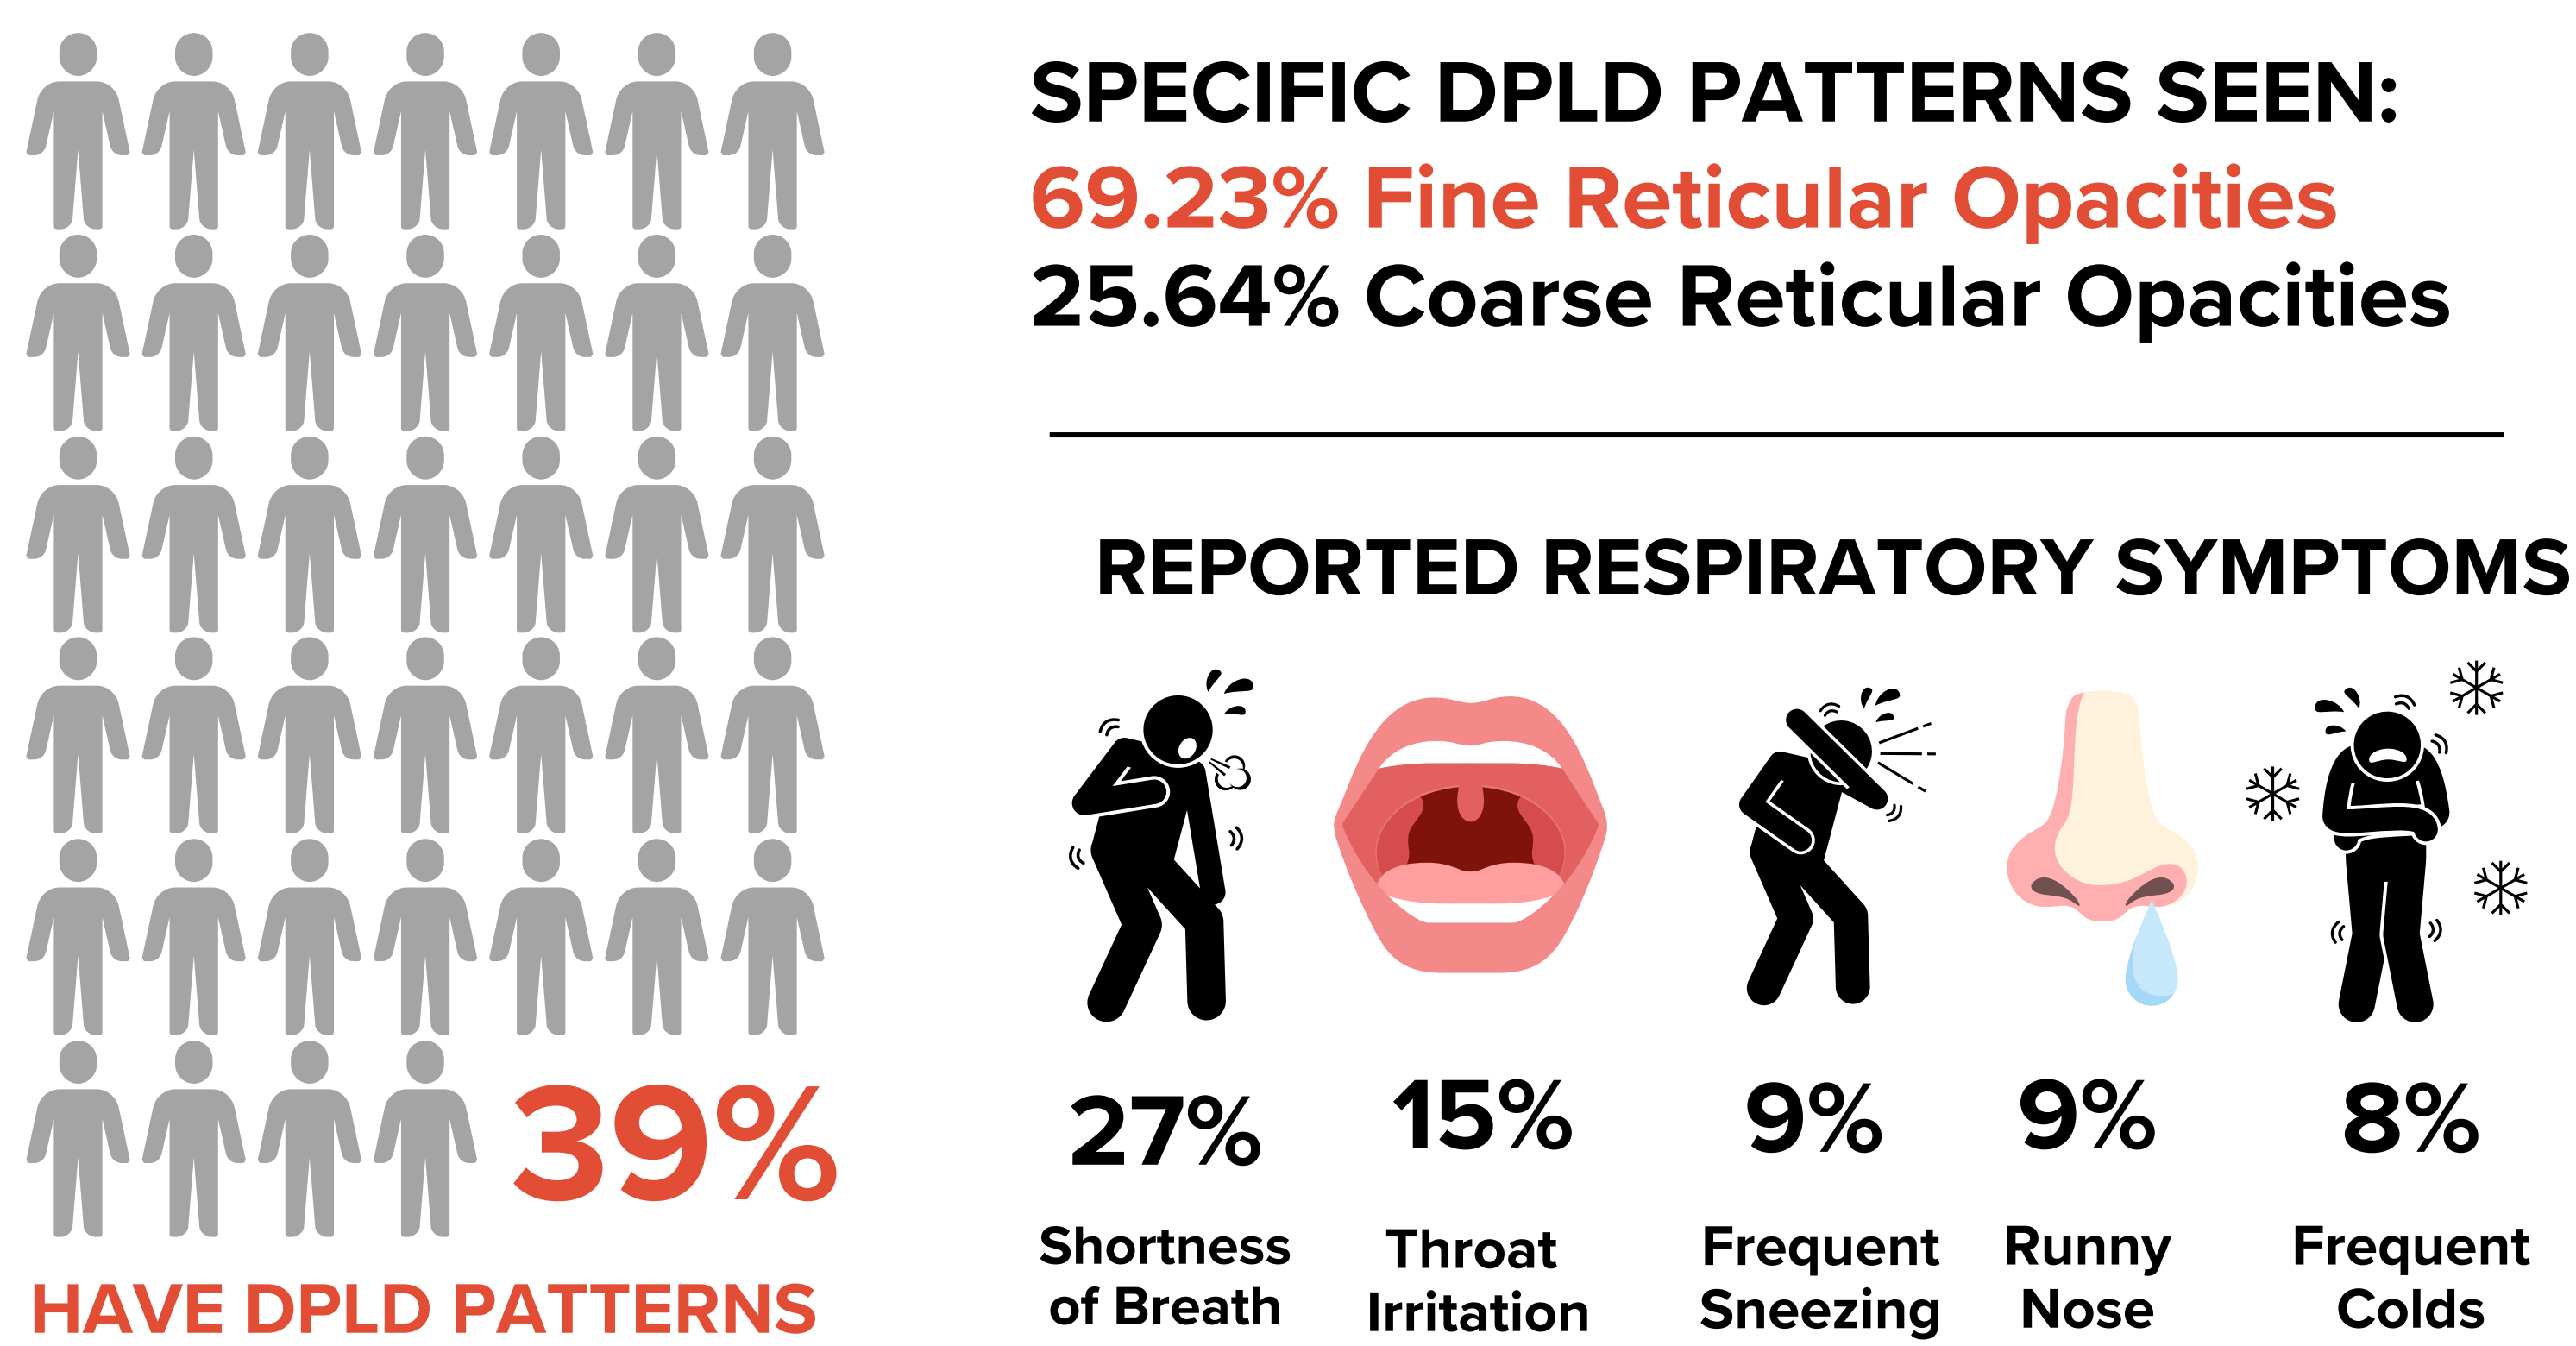 39%
HAVE DPLD PATTERNS
SPECIFIC DPLD PATTERNS SEEN:
69.23% Fine Reticular Opacities
25.64% Coarse Reticular Opacities
REPORTED RESPIRATORY SYMPTOMS
27%
Shortness
of Breath
15%
Throat
Irritation
9%
Frequent
Sneezing
9%
Runny
Nose
8%
Frequent
Colds